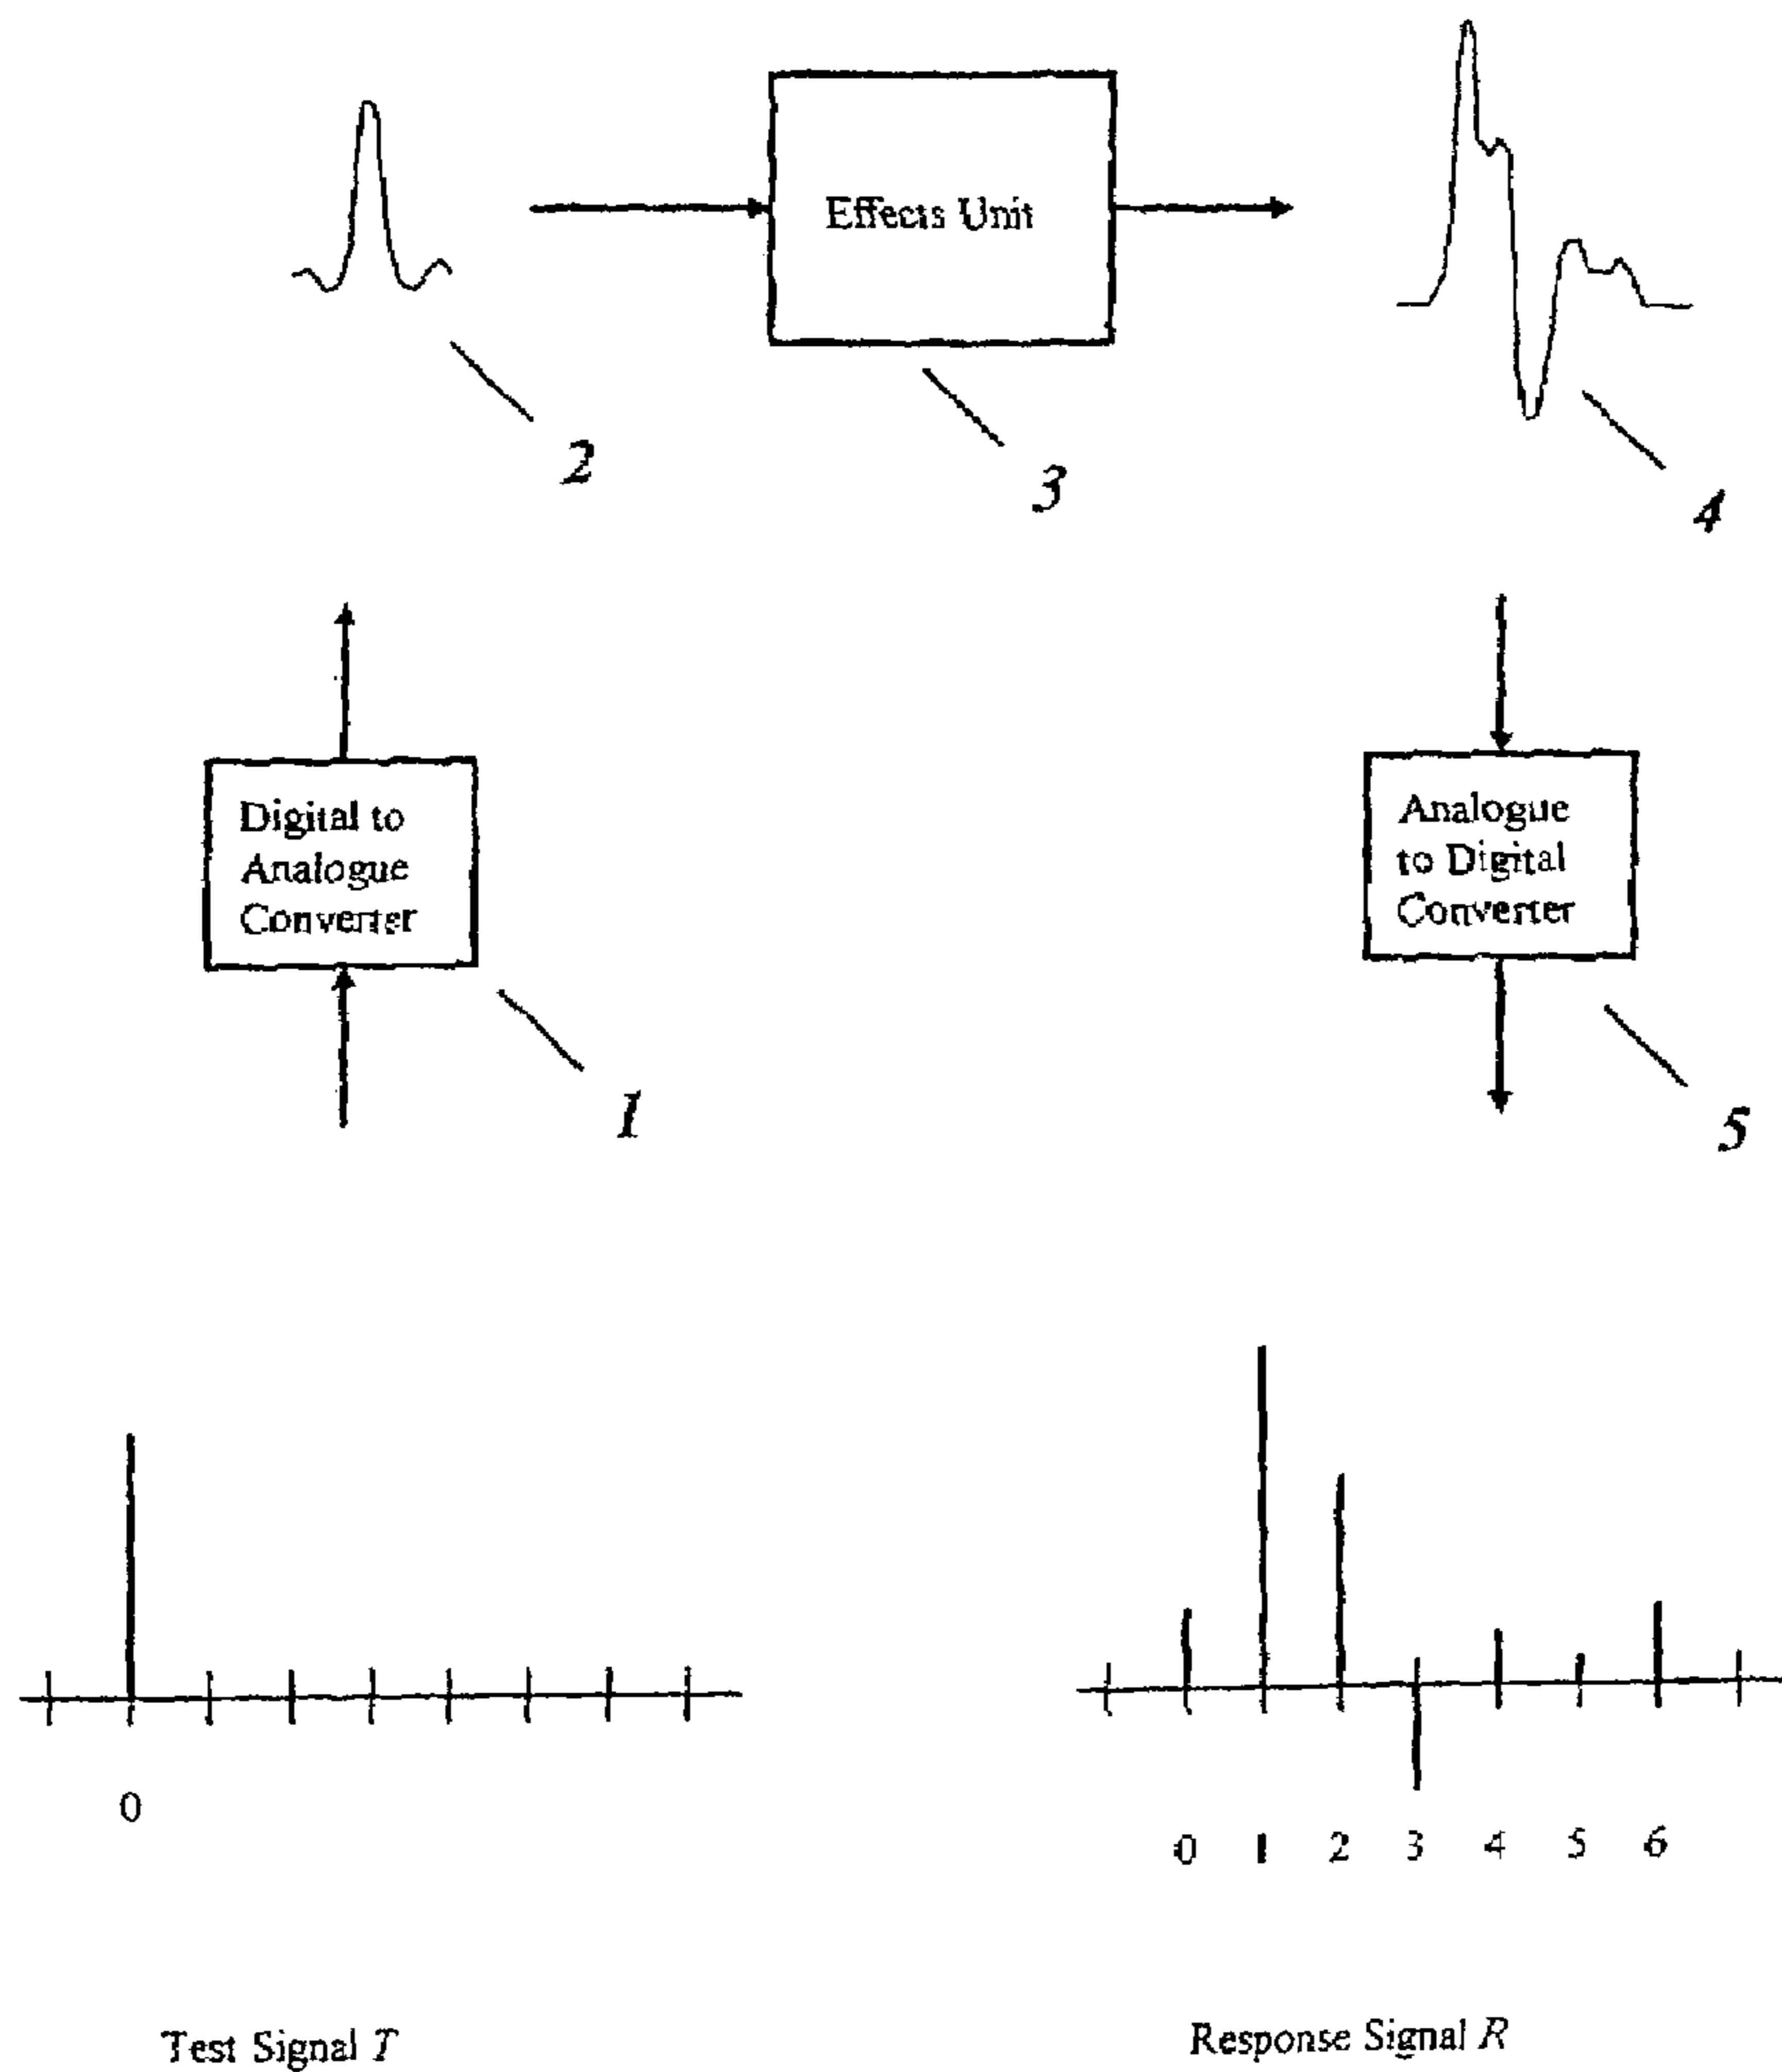 Effects Unit
2
3
4
Digital to
Analogue
Converter
Analogue
to Digital
Converter
1
5
0
0 1 2 3 4 5 6
Test Signal T
Response Signal R